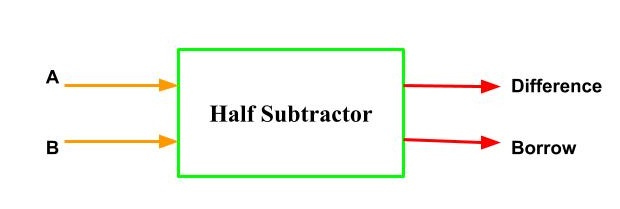 A
Difference
Half Subtractor
B
Borrow